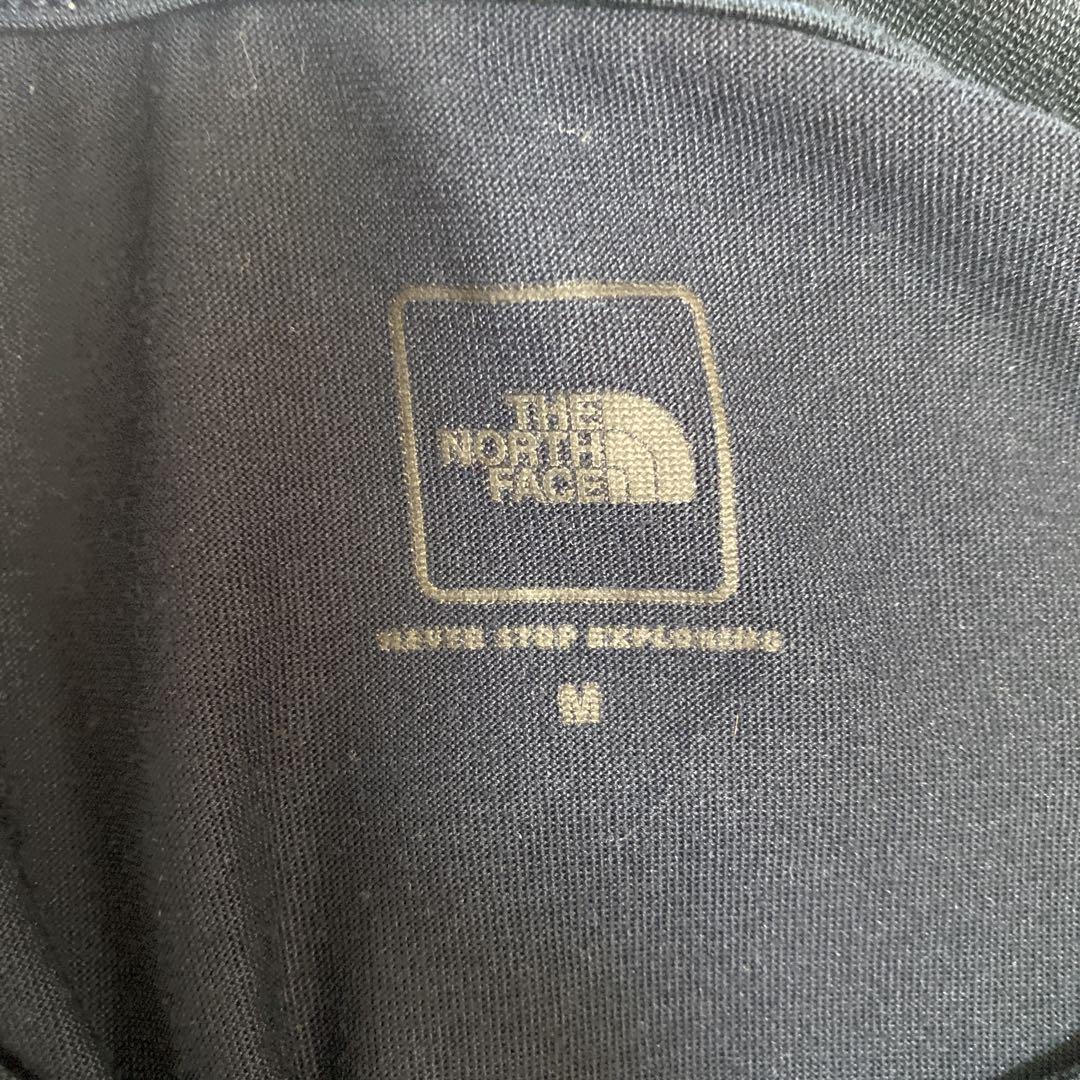 THE
NORTH
FACE
NEVER STOP EXPLORING
M